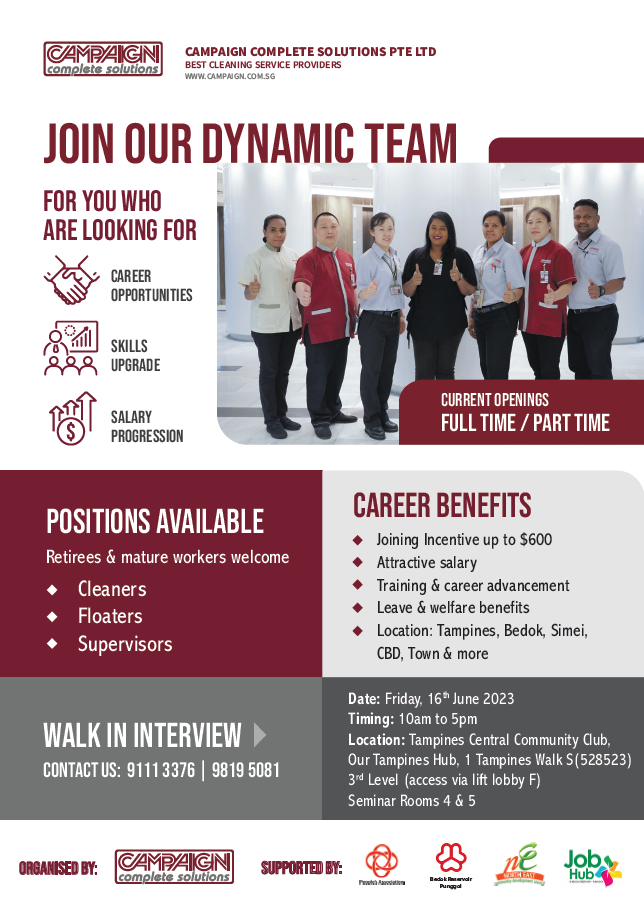 CAMPAIGN
complete solutions
CAMPAIGN COMPLETE SOLUTIONS PTE LTD
BEST CLEANING SERVICE PROVIDERS
WWW.CAMPAIGN.COM.SG
JOIN OUR DYNAMIC TEAM
FOR YOU WHO
ARE LOOKING FOR
CAREER
OPPORTUNITIES
SKILLS
UPGRADE
SALARY
PROGRESSION
CURRENT OPENINGS
FULL TIME / PART TIME
POSITIONS AVAILABLE
Retirees & mature workers welcome
Cleaners
Floaters
Supervisors
CAREER BENEFITS
Joining Incentive up to $600
Attractive salary
Training & career advancement
Leave & welfare benefits
Location: Tampines, Bedok, Simei,
CBD, Town & more
WALK IN INTERVIEW
CONTACT US: 9111 3376 | 9819 5081
Date: Friday, 16th June 2023
Timing: 10am to 5pm
Location: Tampines Central Community Club,
Our Tampines Hub, 1 Tampines Walk S(528523)
3rd Level (access via lift lobby F)
Seminar Rooms 4 & 5
ORGANISED BY:
CAMPAIGN
complete solutions
SUPPORTED BY:
People's Association
Bedok Reservoir
Punggol
NORTH EAST
Job
Hub